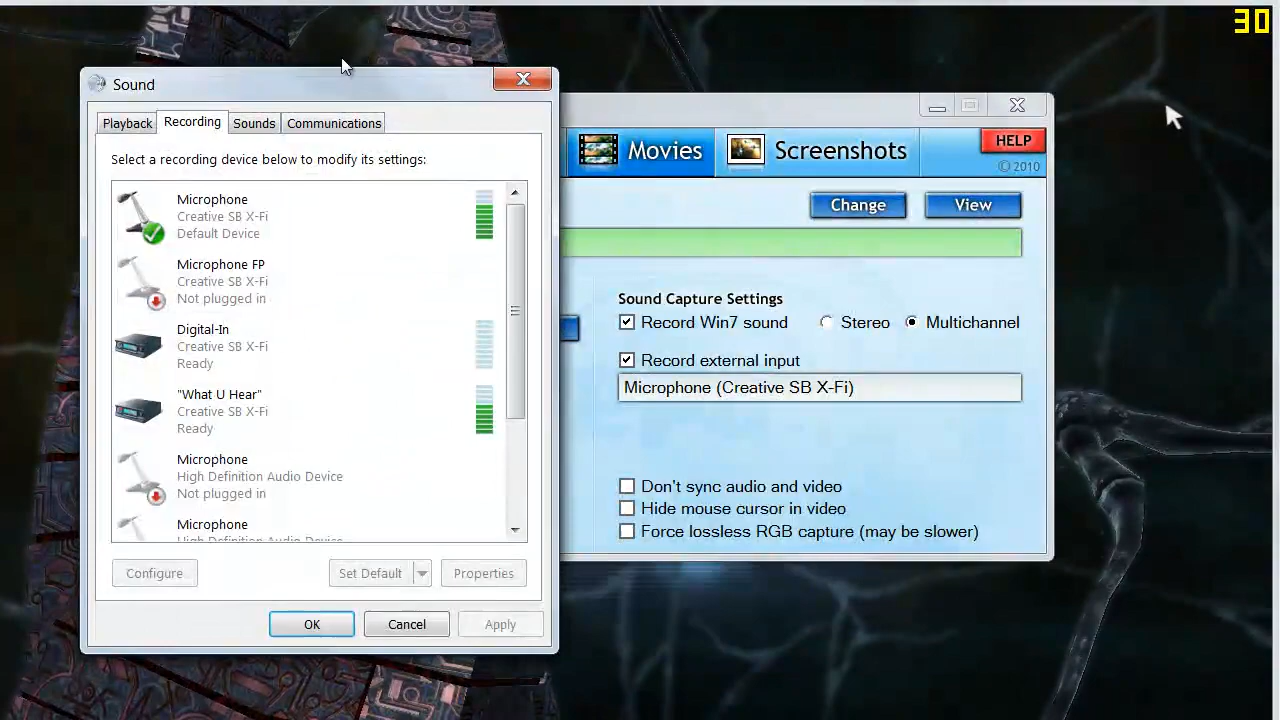 30
Sound
Playback
Recording
Sounds
Communications
Select a recording device below to modify its settings:
Microphone
Creative SB X-Fi
Default Device
Microphone FP
Creative SB X-Fi
Not plugged in
Digital-In
Creative SB X-Fi
Ready
"What U Hear"
Creative SB X-Fi
Ready
Microphone
High Definition Audio Device
Not plugged in
Microphone
High Definition Audio Device
Configure
Set Default
Properties
OK
Cancel
Apply
Movies
Screenshots
HELP
© 2010
Change
View
Sound Capture Settings
Record Win7 sound
Stereo
Multichannel
Record external input
Microphone (Creative SB X-Fi)
Don't sync audio and video
Hide mouse cursor in video
Force lossless RGB capture (may be slower)